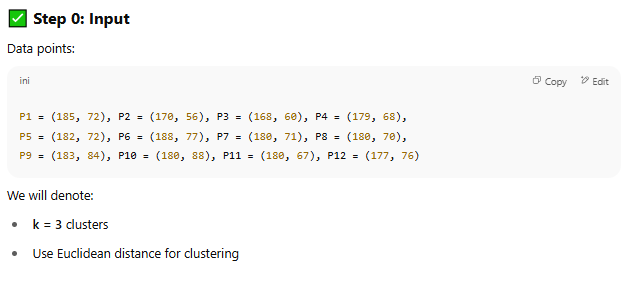 ✅ Step 0: Input
Data points:
ini Copy Edit
P1 = (185, 72), P2 = (170, 56), P3 = (168, 60), P4 = (179, 68),
P5 = (182, 72), P6 = (188, 77), P7 = (180, 71), P8 = (180, 70),
P9 = (183, 84), P10 = (180, 88), P11 = (180, 67), P12 = (177, 76)
We will denote:
• k = 3 clusters
• Use Euclidean distance for clustering